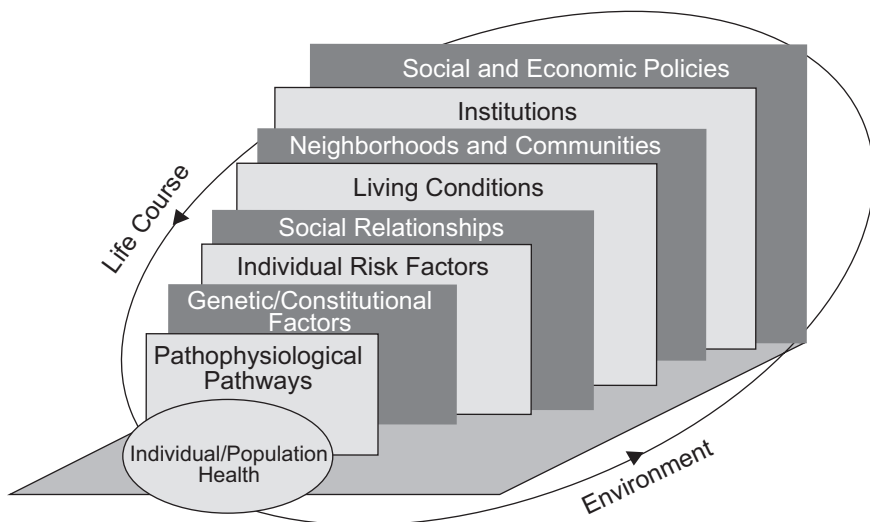 Social and Economic Policies
Institutions
Neighborhoods and Communities
Living Conditions
Social Relationships
Individual Risk Factors
Genetic/Constitutional
Factors
Pathophysiological
Pathways
Individual/Population
Health
Life Course
Environment